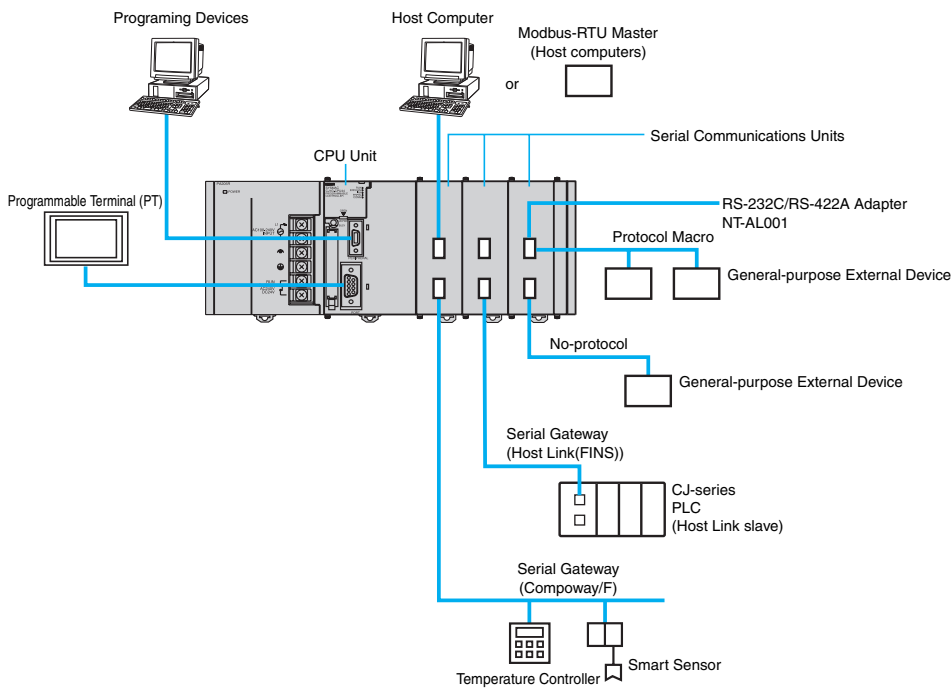 Programing Devices
Host Computer
Modbus-RTU Master
(Host computers)
or
Serial Communications Units
CPU Unit
Programmable Terminal (PT)
POWER
RS-232C/RS-422A Adapter
NT-AL001
Protocol Macro
General-purpose External Device
No-protocol
General-purpose External Device
Serial Gateway
(Host Link(FINS))
CJ-series
PLC
(Host Link slave)
Serial Gateway
(Compoway/F)
Temperature Controller
Smart Sensor